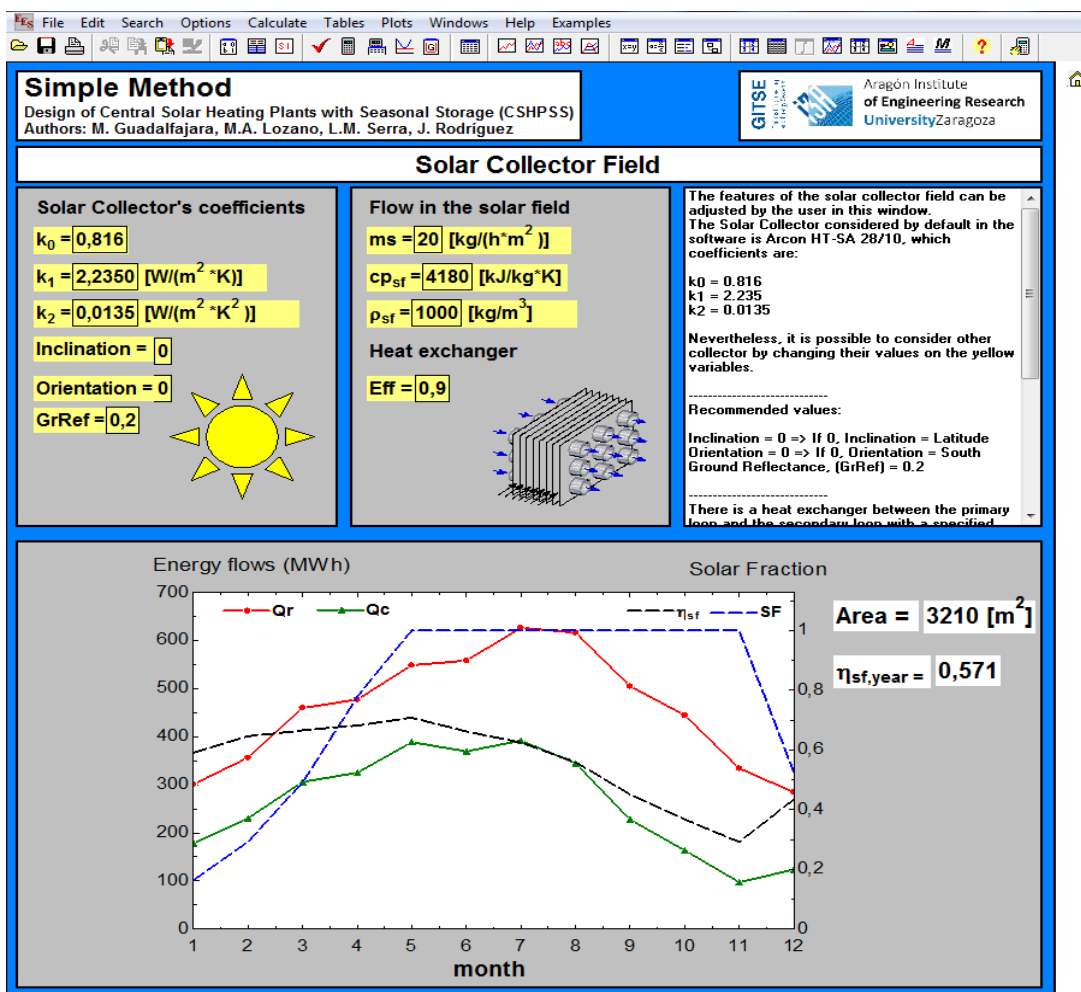 File Edit Search Options Calculate Tables Plots Windows Help Examples
Simple Method
Design of Central Solar Heating Plants with Seasonal Storage (CSHPSS)
Authors: M. Guadalfajara, M.A. Lozano, L.M. Serra, J. Rodríguez
GITSE
Aragón Institute
of Engineering Research
UniversityZaragoza
Solar Collector Field
Solar Collector's coefficients
k0 = 0,816
k1 = 2,2350 [W/(m² *K)]
k2 = 0,0135 [W/(m² *K² )]
Inclination = 0
Orientation = 0
GrRef = 0,2
Flow in the solar field
ms = 20 [kg/(h*m² )]
cpsf = 4180 [kJ/kg*K]
ρsf = 1000 [kg/m³]
Heat exchanger
Eff = 0,9
The features of the solar collector field can be
adjusted by the user in this window.
The Solar Collector considered by default in the
software is Arcon HT-SA 28/10, which
coefficients are:
k0 = 0.816
k1 = 2.235
k2 = 0.0135
Nevertheless, it is possible to consider other
collector by changing their values on the yellow
variables.
----------------------------
Recommended values:
Inclination = 0 => If 0, Inclination = Latitude
Orientation = 0 => If 0, Orientation = South
Ground Reflectance, (GrRef) = 0.2
----------------------------
There is a heat exchanger between the primary
loop and the secondary loop with a specified
Energy flows (MWh)
Solar Fraction
Qr Qc ηsf SF
700
600
500
400
300
200
100
0
1
0,8
0,6
0,4
0,2
0
1 2 3 4 5 6 7 8 9 10 11 12
month
Area = 3210 [m²]
ηsf,year = 0,571